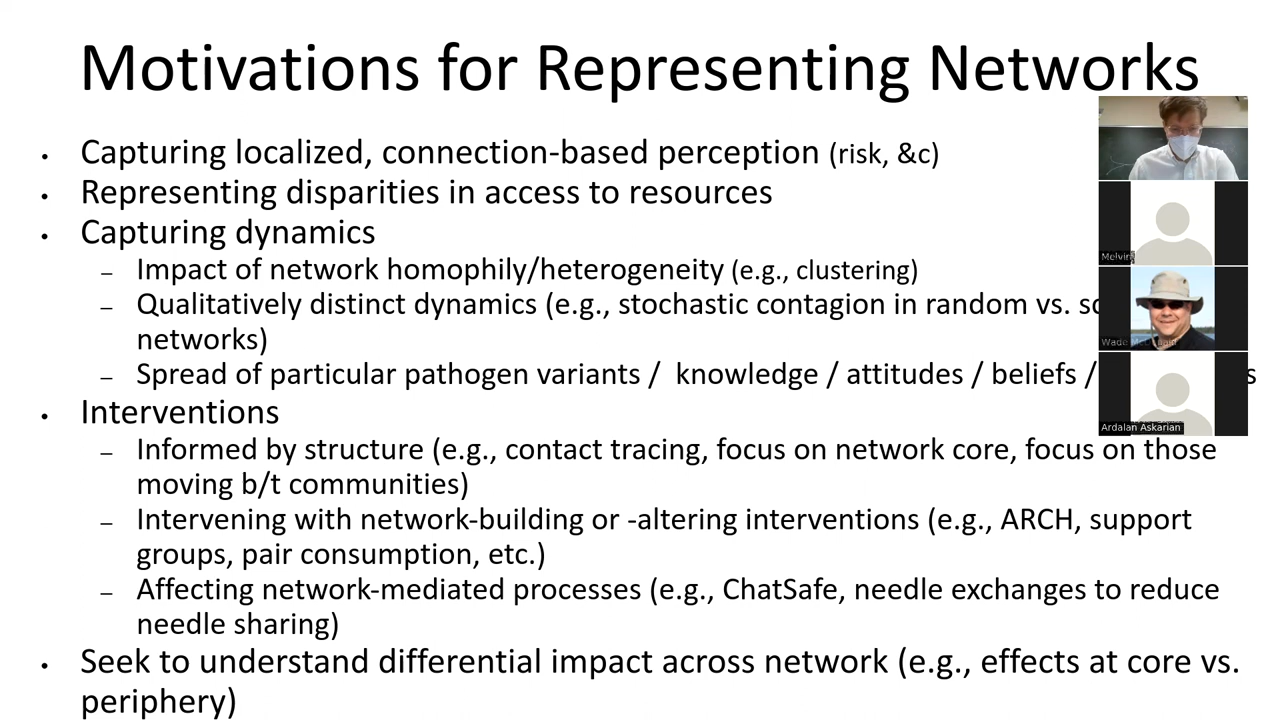 Motivations for Representing Networks
• Capturing localized, connection-based perception (risk, &c)
• Representing disparities in access to resources
• Capturing dynamics
– Impact of network homophily/heterogeneity (e.g., clustering)
– Qualitatively distinct dynamics (e.g., stochastic contagion in random vs.
networks)
– Spread of particular pathogen variants / knowledge / attitudes / beliefs /
• Interventions
– Informed by structure (e.g., contact tracing, focus on network core, focus on those
moving b/t communities)
– Intervening with network-building or -altering interventions (e.g., ARCH, support
groups, pair consumption, etc.)
– Affecting network-mediated processes (e.g., ChatSafe, needle exchanges to reduce
needle sharing)
• Seek to understand differential impact across network (e.g., effects at core vs.
periphery)
Wade
Ardalan Askarian